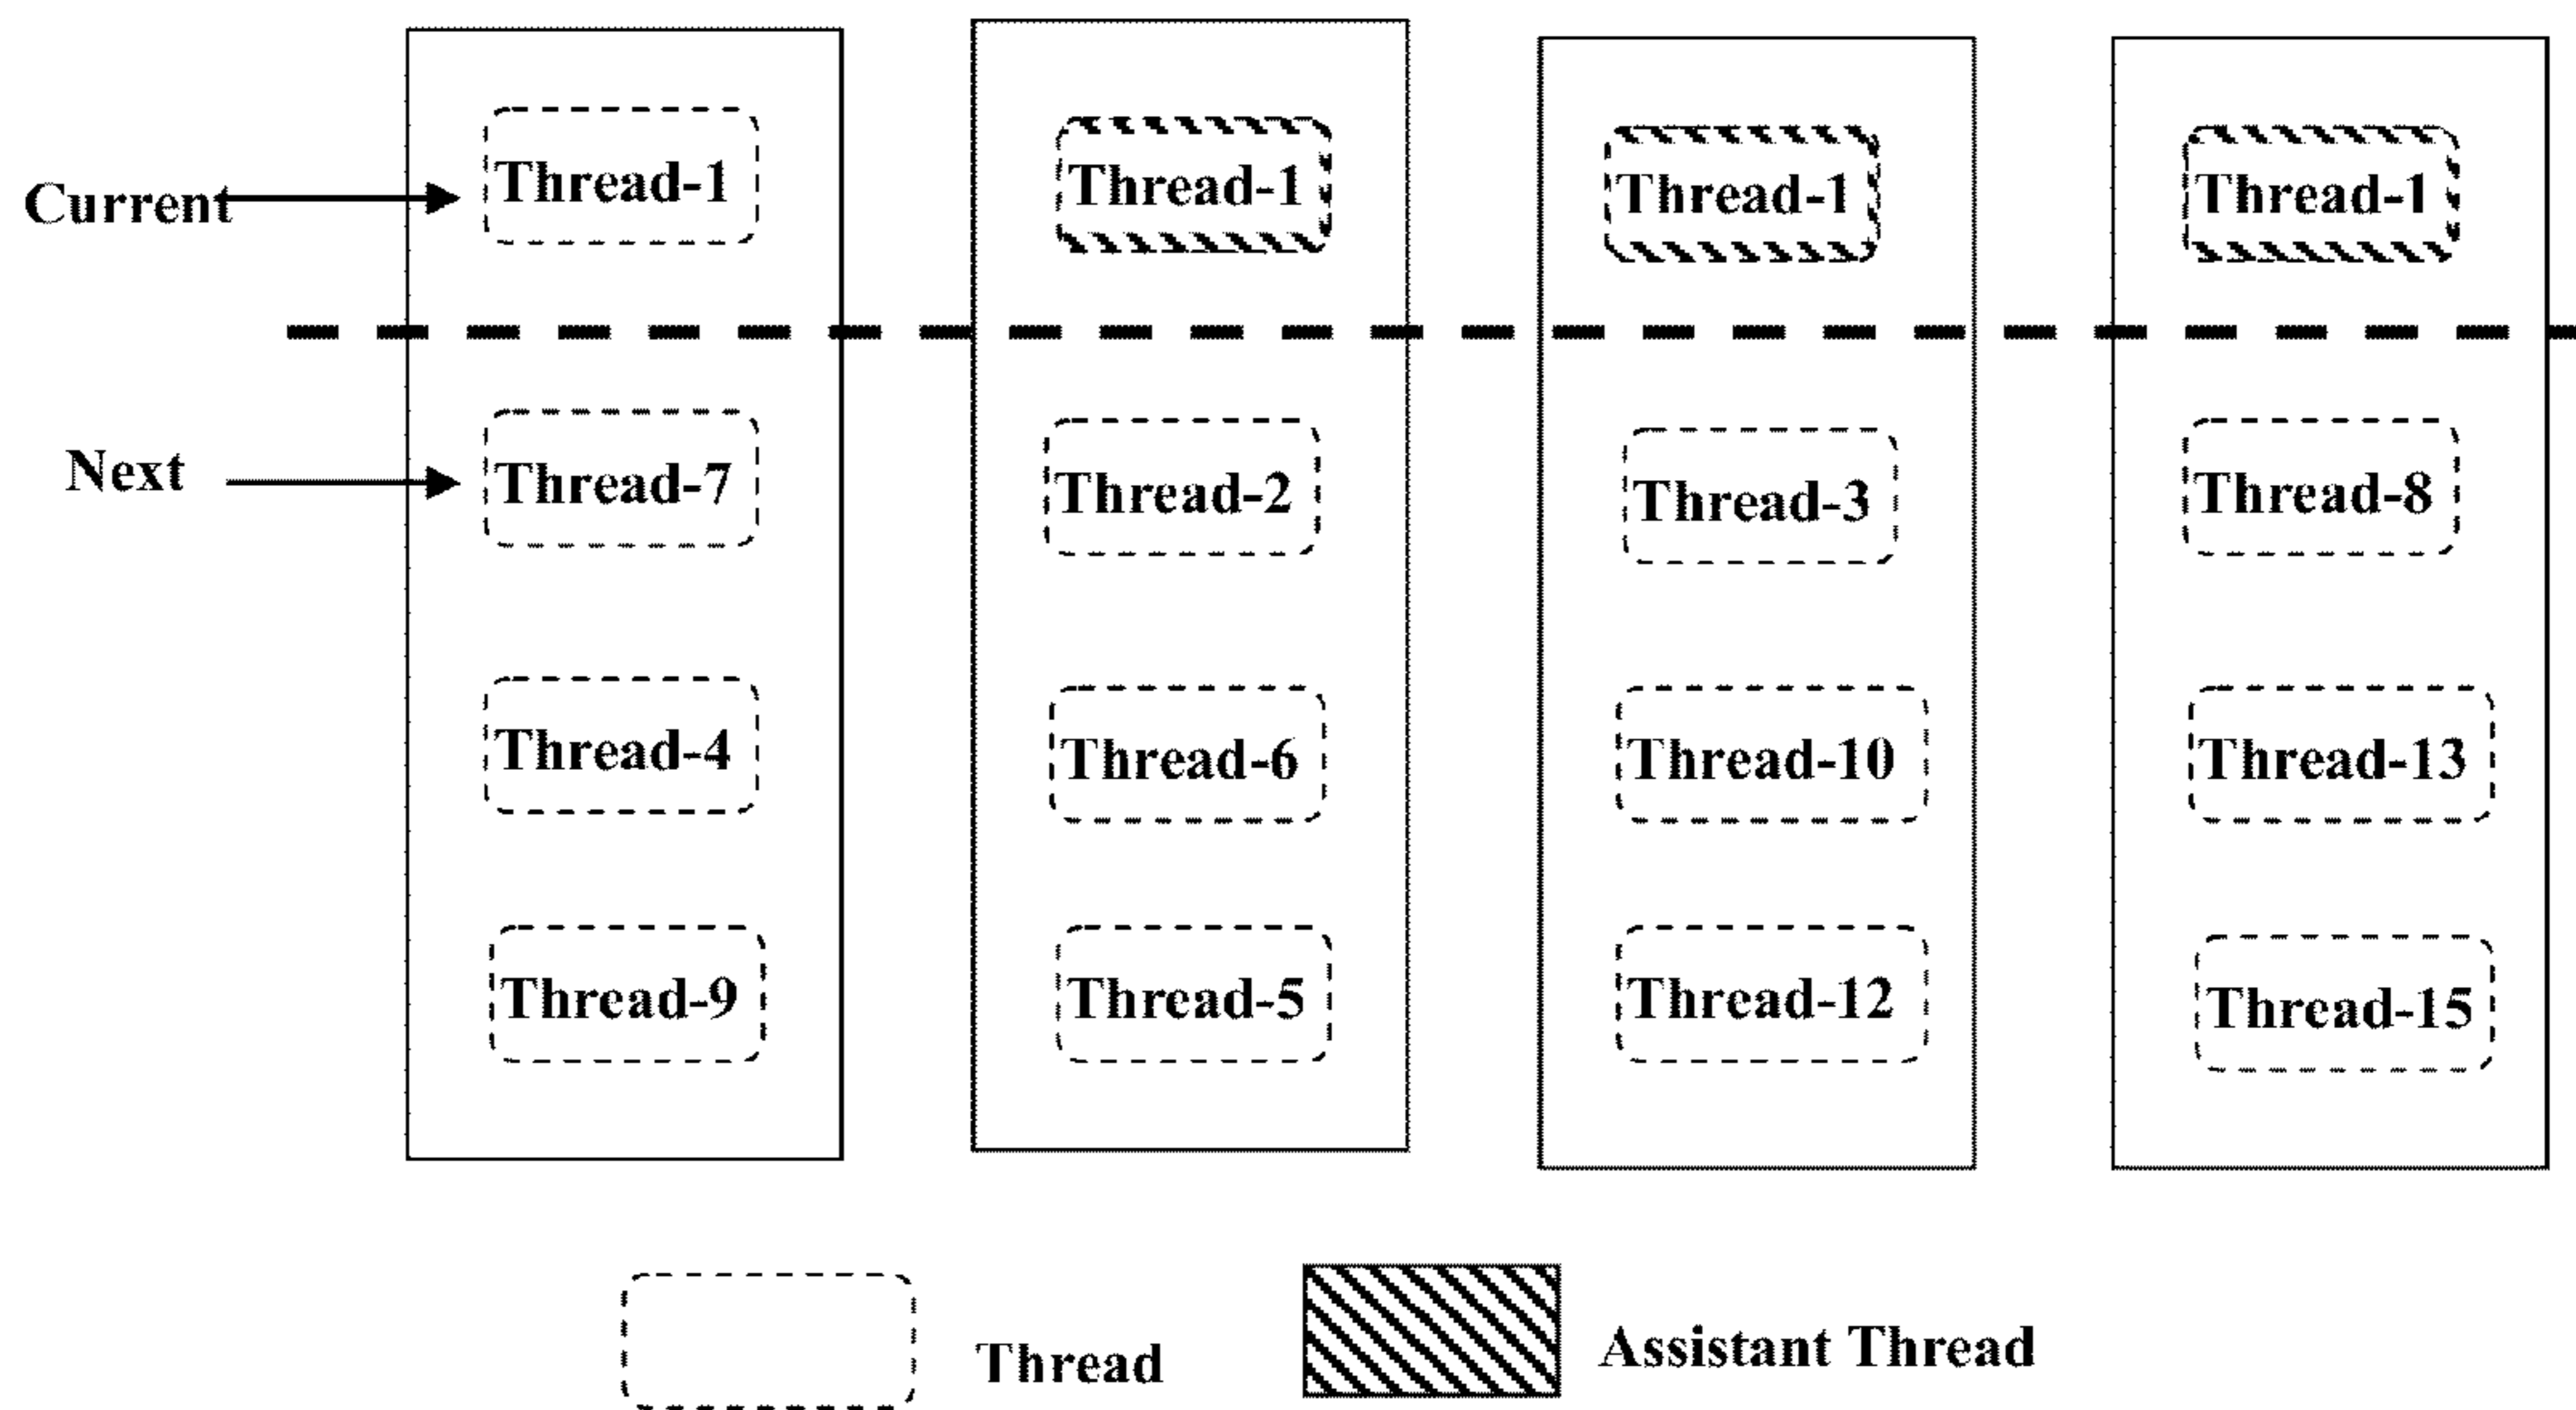 Current
Thread-1 Thread-1 Thread-1 Thread-1
Next
Thread-7 Thread-2 Thread-3 Thread-8
Thread-4 Thread-6 Thread-10 Thread-13
Thread-9 Thread-5 Thread-12 Thread-15
Thread
Assistant Thread